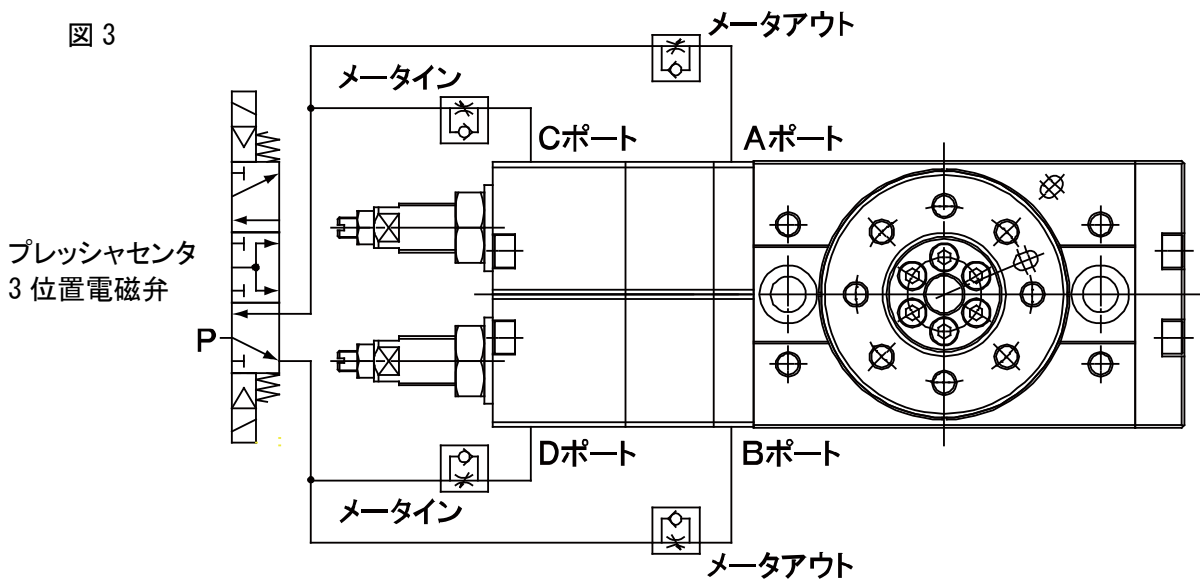 図 3
メータアウト
メータイン
Cポート
Aポート
プレッシャセンタ
3 位置電磁弁
P
Dポート
Bポート
メータイン
メータアウト